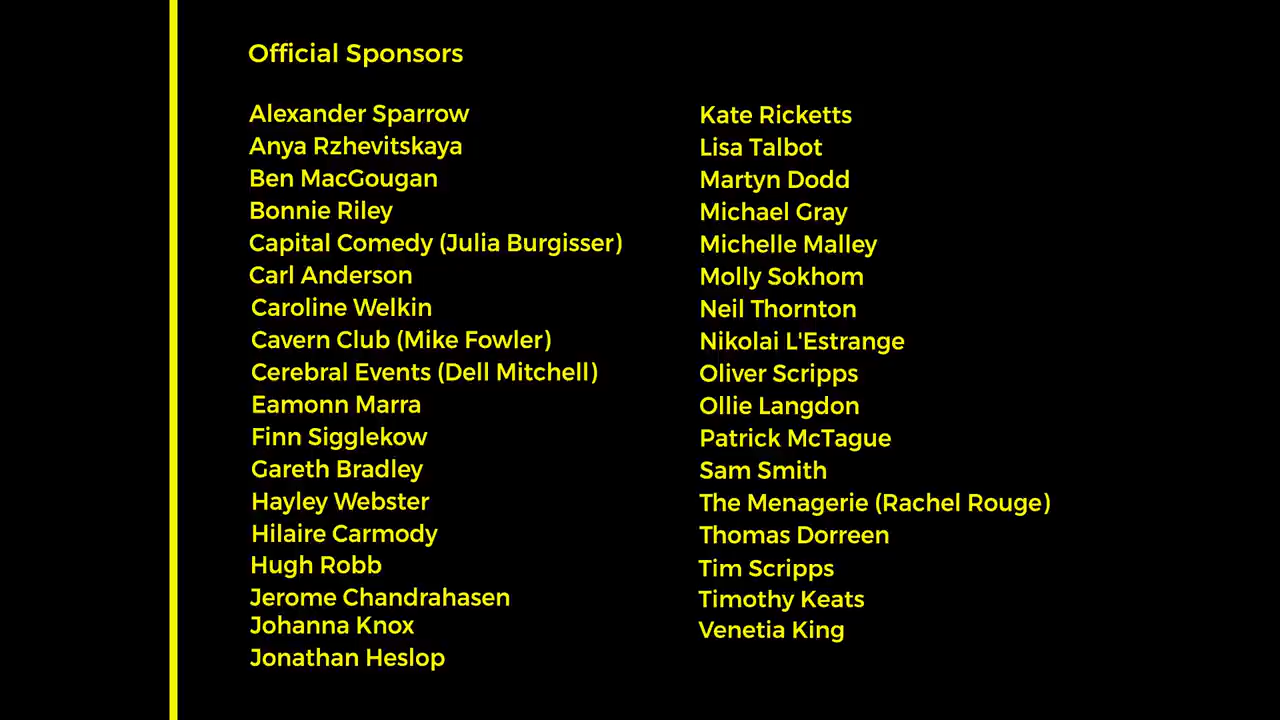 Official Sponsors
Alexander Sparrow
Anya Rzhevitskaya
Ben MacGougan
Bonnie Riley
Capital Comedy (Julia Burgisser)
Carl Anderson
Caroline Welkin
Cavern Club (Mike Fowler)
Cerebral Events (Dell Mitchell)
Eamonn Marra
Finn Sigglekow
Gareth Bradley
Hayley Webster
Hilaire Carmody
Hugh Robb
Jerome Chandrahasen
Johanna Knox
Jonathan Heslop
Kate Ricketts
Lisa Talbot
Martyn Dodd
Michael Gray
Michelle Malley
Molly Sokhom
Neil Thornton
Nikolai L'Estrange
Oliver Scripps
Ollie Langdon
Patrick McTague
Sam Smith
The Menagerie (Rachel Rouge)
Thomas Dorreen
Tim Scripps
Timothy Keats
Venetia King